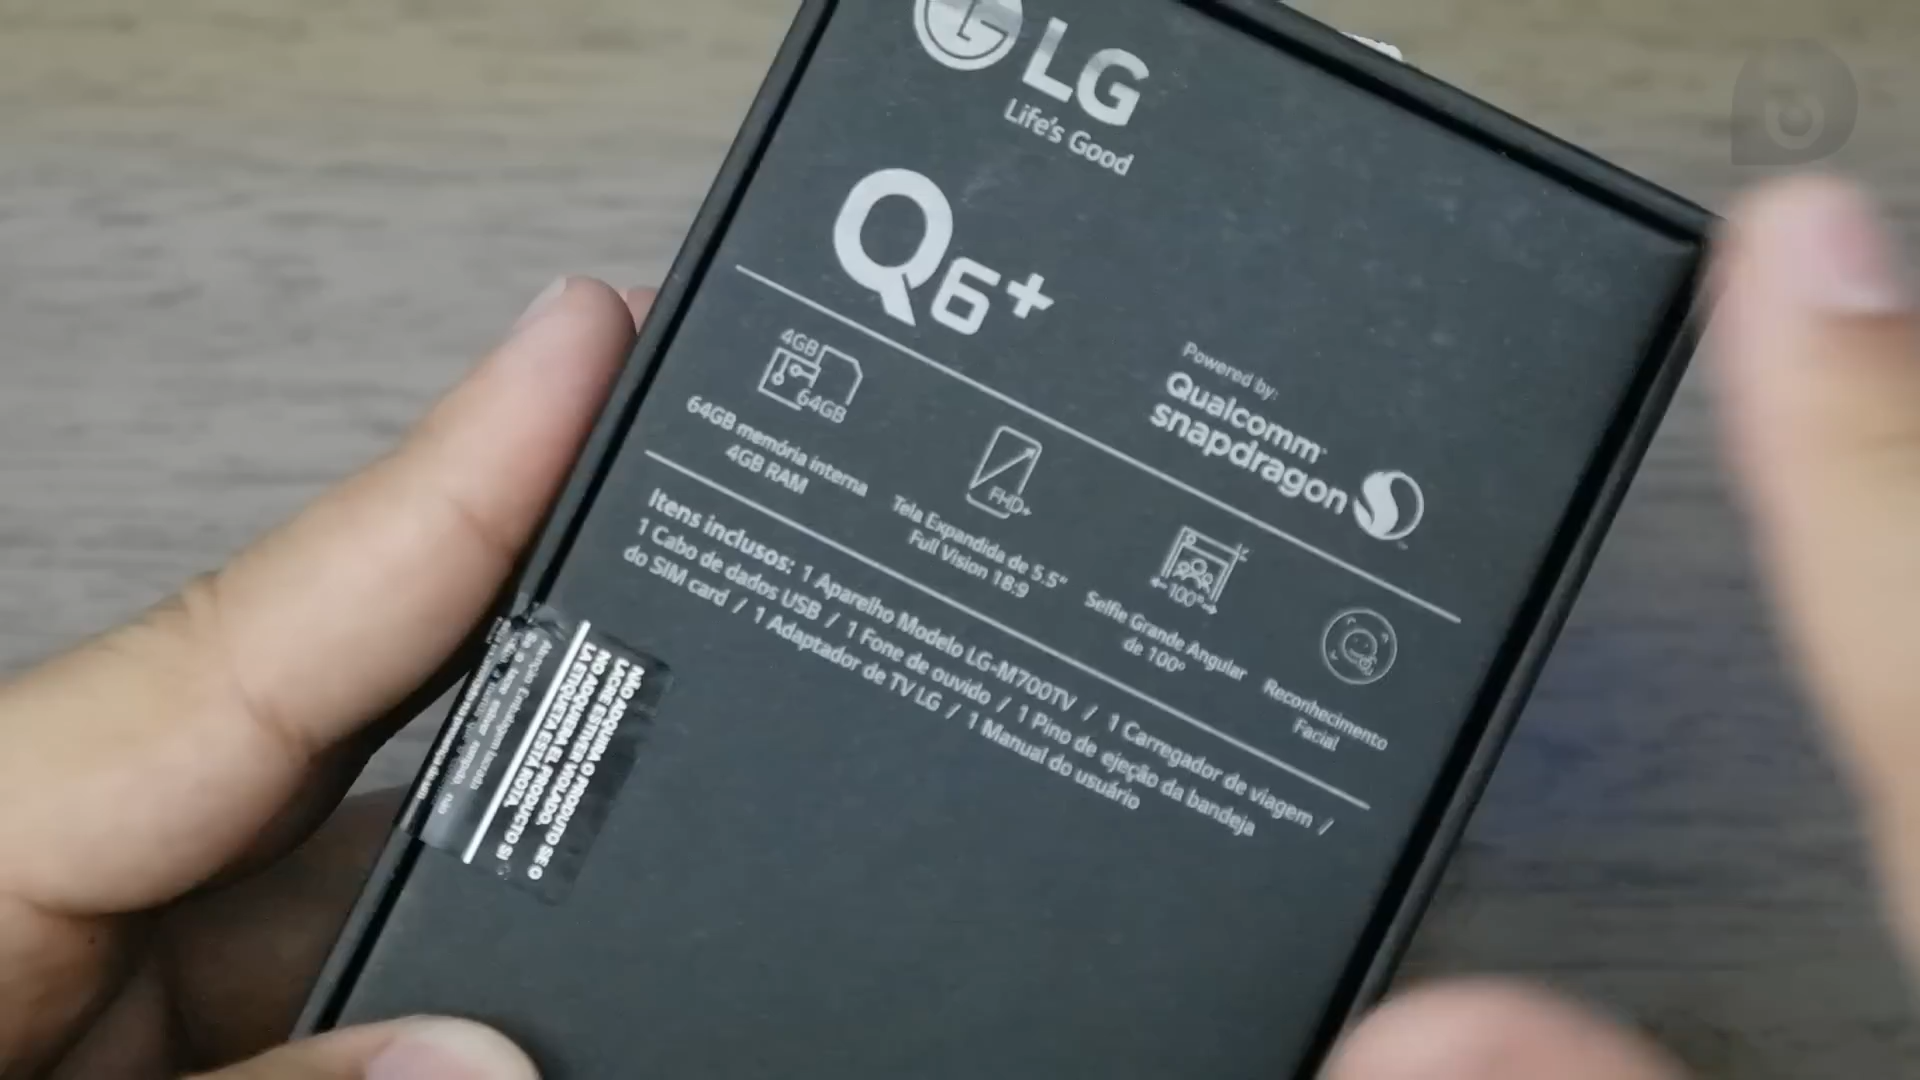 LG
Life's Good
Q6+
Powered by:
Qualcomm
snapdragon
4GB
64GB
64GB memória interna
4GB RAM
FHD+
Tela Expandida de 5.5"
Full Vision 18:9
100°
Selfie Grande Angular
de 100°
Reconhecimento
Facial
Itens inclusos: 1 Aparelho Modelo LG-M700TV / 1 Carregador de viagem /
1 Cabo de dados USB / 1 Fone de ouvido / 1 Pino de ejeção da bandeja
do SIM card / 1 Adaptador de TV LG / 1 Manual do usuário
NÃO ADQUIRA O PRODUTO SE O
LACRE ESTIVER VIOLADO.
NO ADQUIERA EL PRODUCTO SI
LA ETIQUETA ESTÁ ROTA.